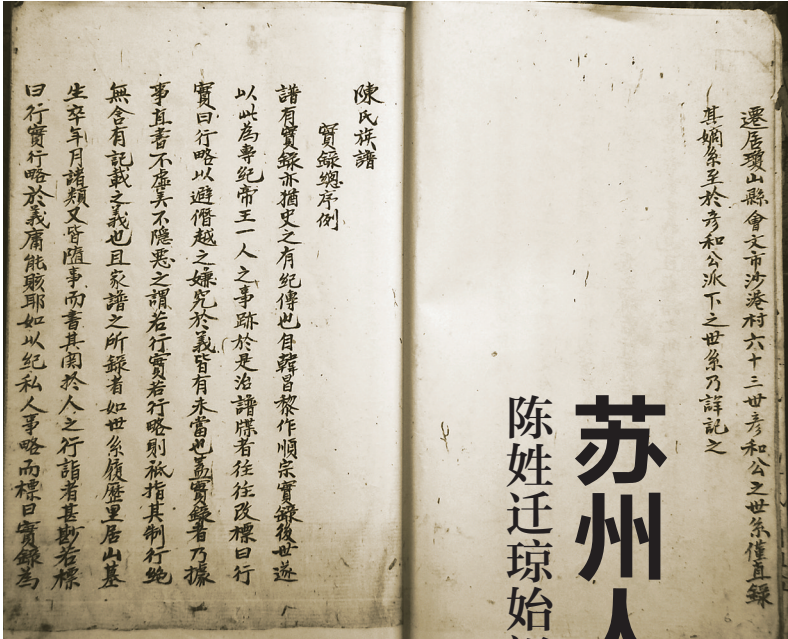 遷居瓊山縣會文市沙港村六十三世彥和公之世系僅直錄
其嫡系至於彥和公派下之世系乃詳記之
苏州人
陈姓迁琼始
陳氏族譜
實錄總序例
譜有實錄亦猶史之有紀傳也自韓昌黎作順宗實錄後世遂
以此為專紀帝王一人之事跡於是治譜牒者往往改標曰行
實曰行略以避僭越之嫌究於義皆有未當也蓋實錄者乃據
事直書不虛美不隱惡之謂若行實若行略則祇指其制行絶
無含有記載之義也且家譜之所錄者如世系履歷里居山墓
生卒年月諸類又皆隨事而書其関於人之行詣者甚尠若標
曰行實行略於義庸能賅耶如以紀私人事略而標曰實錄為